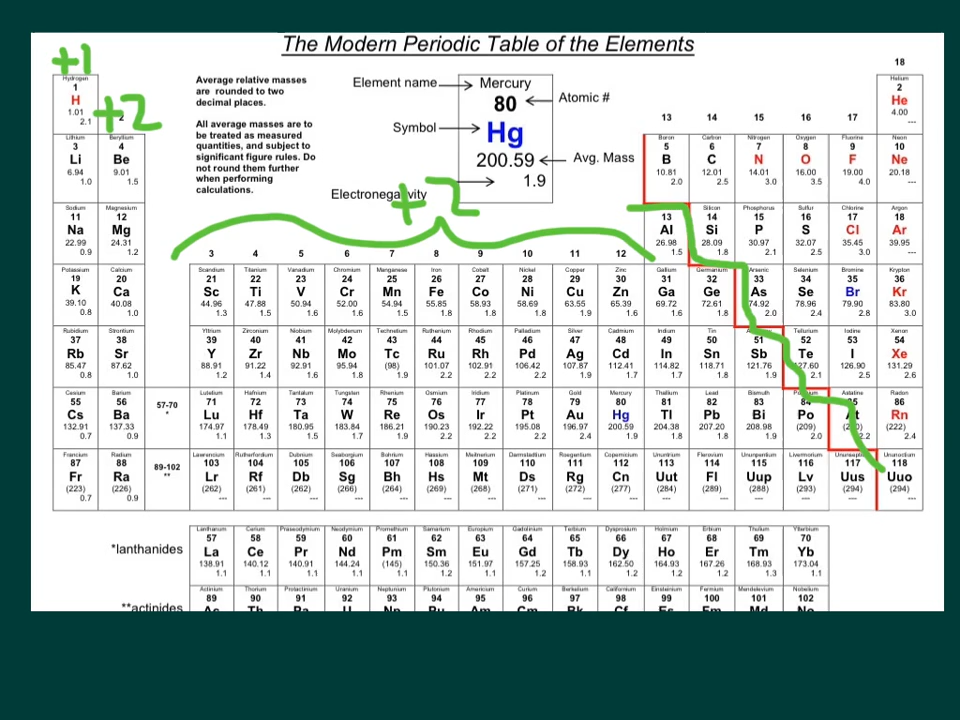 The Modern Periodic Table of the Elements
+1
+2
+2
Average relative masses
are rounded to two
decimal places.
All average masses are to
be treated as measured
quantities, and subject to
significant figure rules. Do
not round them further
when performing
calculations.
Element name
Symbol
Electronegativity
Mercury
80
Hg
200.59
1.9
Atomic #
Avg. Mass
18
2 13 14 15 16 17
Hydrogen Helium
1 2
H He
1.01 4.00
2.1 ---
Lithium Beryllium Boron Carbon Nitrogen Oxygen Fluorine Neon
3 4 5 6 7 8 9 10
Li Be B C N O F Ne
6.94 9.01 10.81 12.01 14.01 16.00 19.00 20.18
1.0 1.5 2.0 2.5 3.0 3.5 4.0 ---
Sodium Magnesium Silicon Phosphorus Sulfur Chlorine Argon
11 12 13 14 15 16 17 18
Na Mg Al Si P S Cl Ar
22.99 24.31 26.98 28.09 30.97 32.07 35.45 39.95
0.9 1.2 1.5 1.8 2.1 2.5 3.0 ---
3 4 5 6 7 8 9 10 11 12
Potassium Calcium Scandium Titanium Vanadium Chromium Manganese Iron Cobalt Nickel Copper Zinc Gallium Germanium Arsenic Selenium Bromine Krypton
19 20 21 22 23 24 25 26 27 28 29 30 31 32 33 34 35 36
K Ca Sc Ti V Cr Mn Fe Co Ni Cu Zn Ga Ge As Se Br Kr
39.10 40.08 44.96 47.88 50.94 52.00 54.94 55.85 58.93 58.69 63.55 65.39 69.72 72.61 74.92 78.96 79.90 83.80
0.8 1.0 1.3 1.5 1.6 1.6 1.5 1.8 1.8 1.8 1.9 1.6 1.6 1.8 2.0 2.4 2.8 3.0
Rubidium Strontium Yttrium Zirconium Niobium Molybdenum Technetium Ruthenium Rhodium Palladium Silver Cadmium Indium Tin Tellurium Iodine Xenon
37 38 39 40 41 42 43 44 45 46 47 48 49 50 51 52 53 54
Rb Sr Y Zr Nb Mo Tc Ru Rh Pd Ag Cd In Sn Sb Te I Xe
85.47 87.62 88.91 91.22 92.91 95.94 (98) 101.07 102.91 106.42 107.87 112.41 114.82 118.71 121.76 127.60 126.90 131.29
0.8 1.0 1.2 1.4 1.6 1.8 1.9 2.2 2.2 2.2 1.9 1.7 1.7 1.8 1.9 2.1 2.5 2.6
Cesium Barium Lutetium Hafnium Tantalum Tungsten Rhenium Osmium Iridium Platinum Gold Mercury Thallium Lead Bismuth Astatine Radon
55 56 57-70 71 72 73 74 75 76 77 78 79 80 81 82 83 84 85 86
Cs Ba * Lu Hf Ta W Re Os Ir Pt Au Hg Tl Pb Bi Po At Rn
132.91 137.33 174.97 178.49 180.95 183.84 186.21 190.23 192.22 195.08 196.97 200.59 204.38 207.20 208.98 (209) (222)
0.7 0.9 1.1 1.3 1.5 1.7 1.9 2.2 2.2 2.2 2.4 1.9 1.8 1.8 1.9 2.0 2.2 2.4
Francium Radium Lawrencium Rutherfordium Dubnium Seaborgium Bohrium Hassium Meitnerium Darmstadtium Roentgenium Copernicium Ununtrium Flerovium Ununpentium Livermorium Ununoctium
87 88 89-102 103 104 105 106 107 108 109 110 111 112 113 114 115 116 117 118
Fr Ra ** Lr Rf Db Sg Bh Hs Mt Ds Rg Cn Uut Fl Uup Lv Uus Uuo
(223) (226) (262) (261) (262) (266) (264) (269) (268) (271) (272) (277) (284) (289) (288) (293) (294) (294)
0.7 0.9 --- --- --- --- --- --- --- --- --- --- --- --- --- --- --- ---
Lanthanum Cerium Praseodymium Neodymium Promethium Samarium Europium Gadolinium Terbium Dysprosium Holmium Erbium Thulium Ytterbium
57 58 59 60 61 62 63 64 65 66 67 68 69 70
*lanthanides La Ce Pr Nd Pm Sm Eu Gd Tb Dy Ho Er Tm Yb
138.91 140.12 140.91 144.24 (145) 150.36 151.97 157.25 158.93 162.50 164.93 167.26 168.93 173.04
1.1 1.1 1.1 1.1 1.1 1.2 1.1 1.2 1.1 1.2 1.2 1.2 1.3 1.1
Actinium Thorium Protactinium Uranium Neptunium Plutonium Americium Curium Berkelium Californium Einsteinium Fermium Mendelevium Nobelium
89 90 91 92 93 94 95 96 97 98 99 100 101 102
**actinides Ac Th Pa U Np Pu Am Cm Bk Cf Es Fm Md No